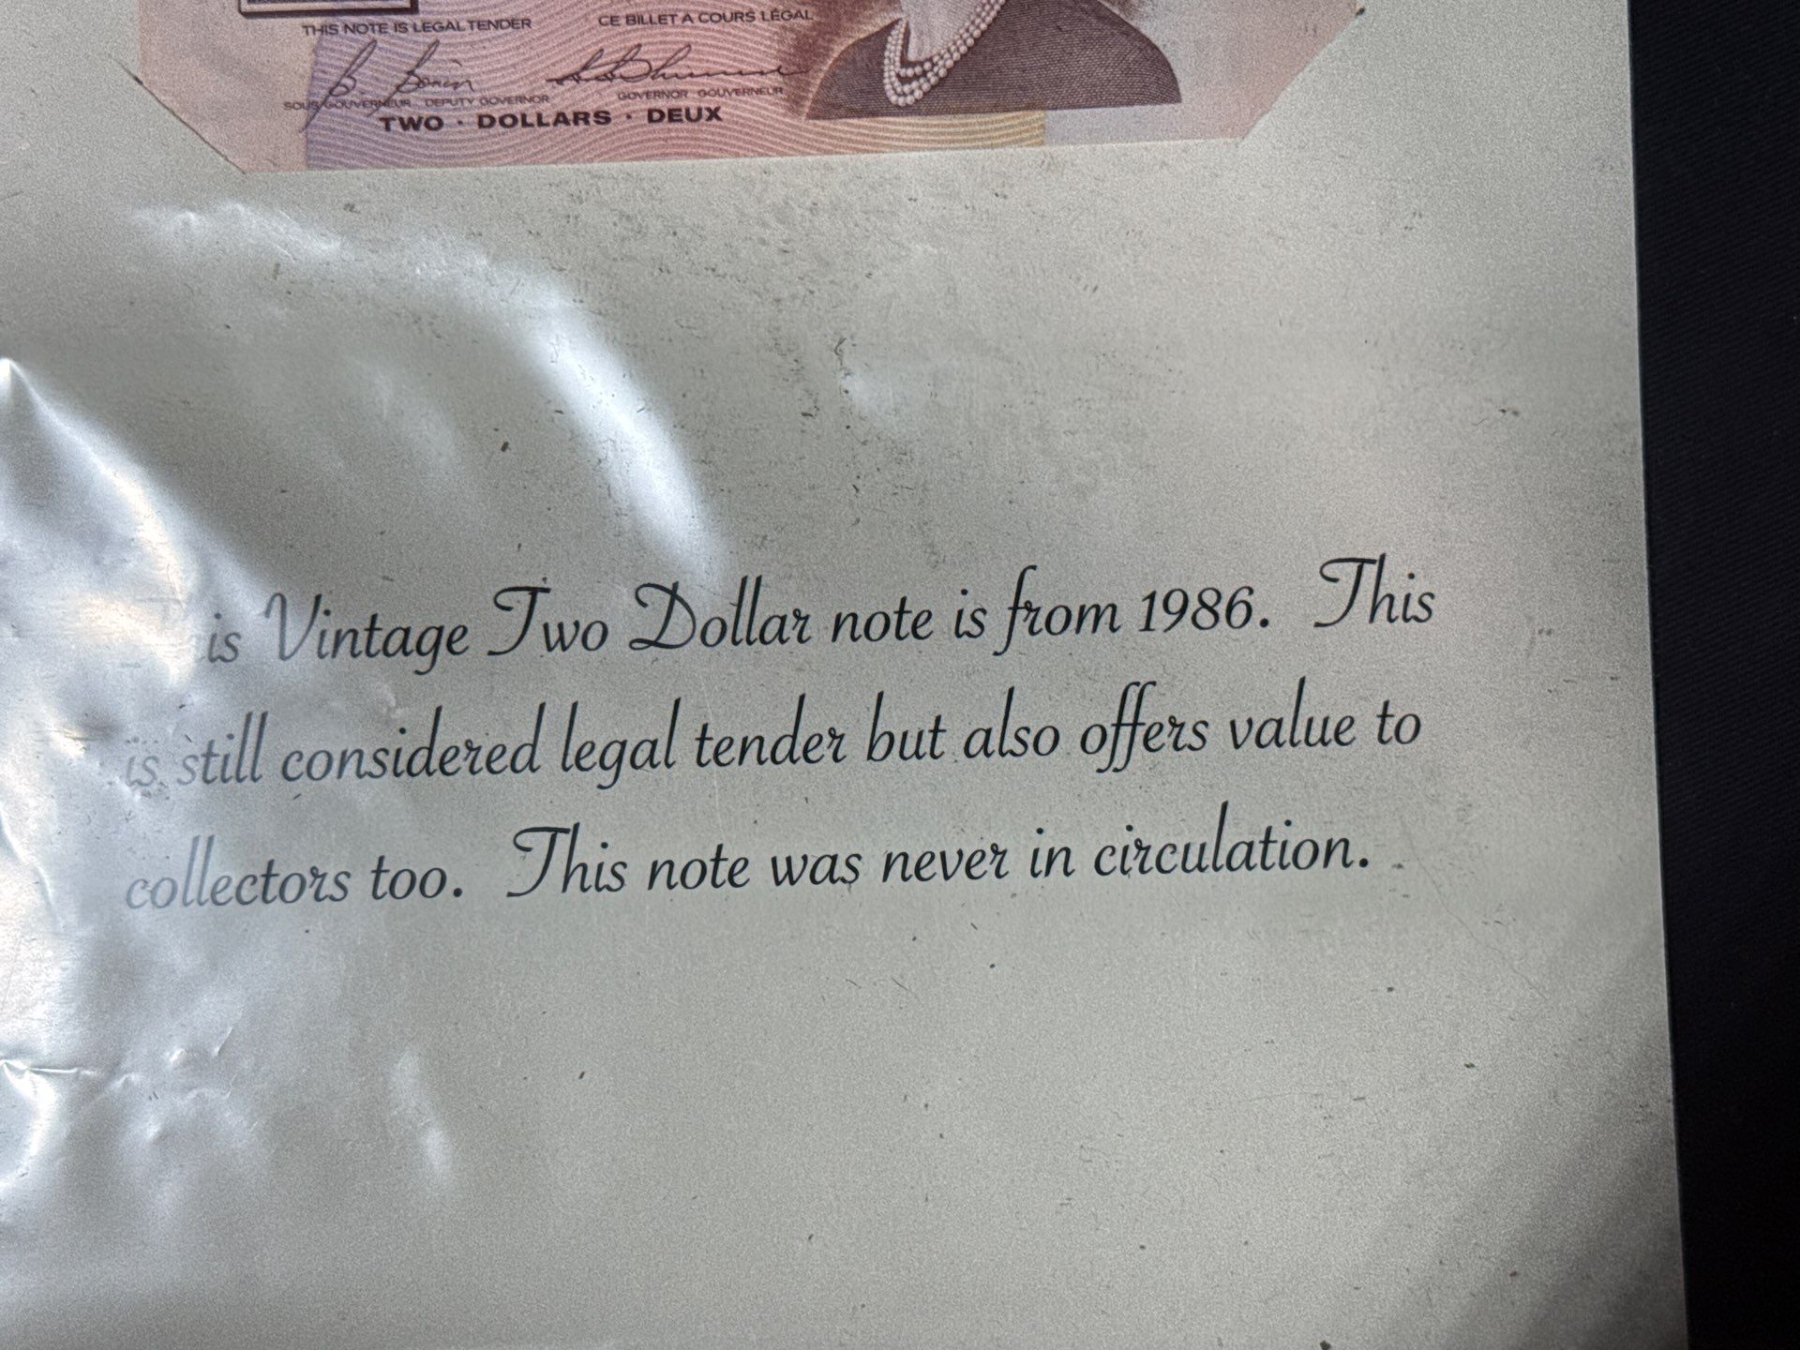 THIS NOTE IS LEGAL TENDER
CE BILLET A COURS LÉGAL
SOUS-GOUVERNEUR DEPUTY GOVERNOR
GOVERNOR GOUVERNEUR
TWO · DOLLARS · DEUX
is Vintage Two Dollar note is from 1986. This
is still considered legal tender but also offers value to
collectors too. This note was never in circulation.